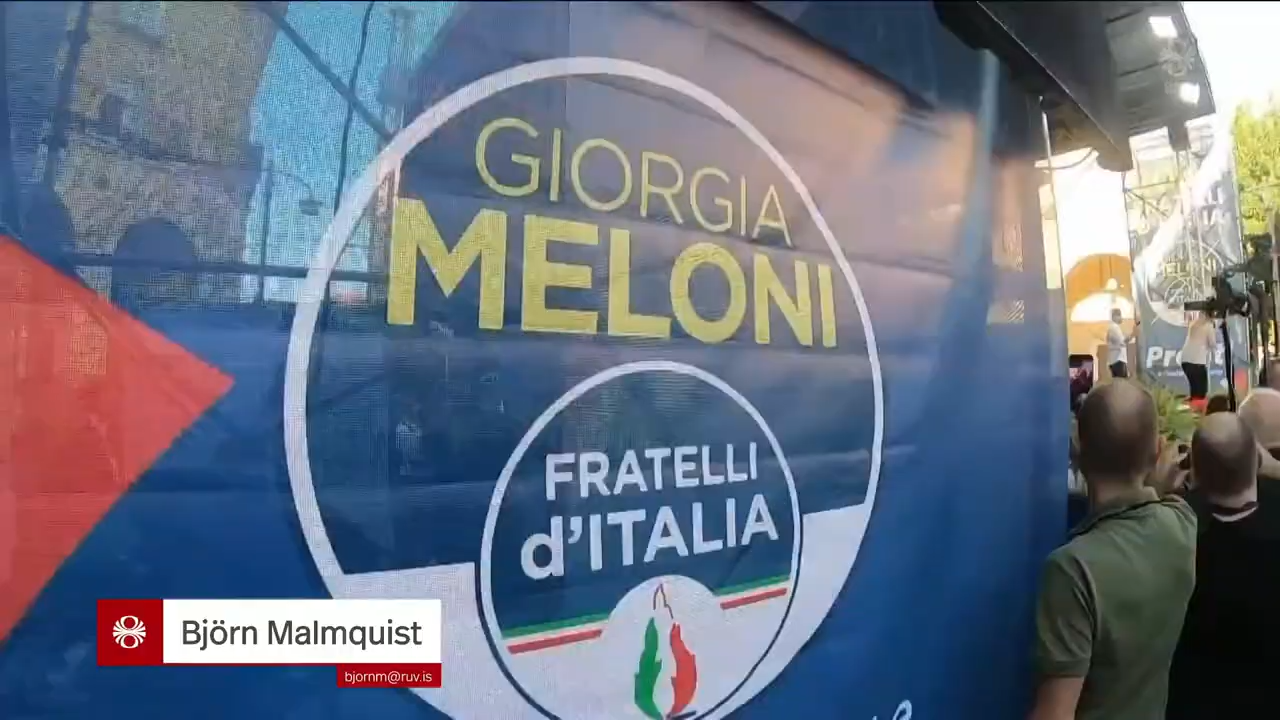 GIORGIA
MELONI
FRATELLI
d'ITALIA
Björn Malmquist
bjornm@ruv.is